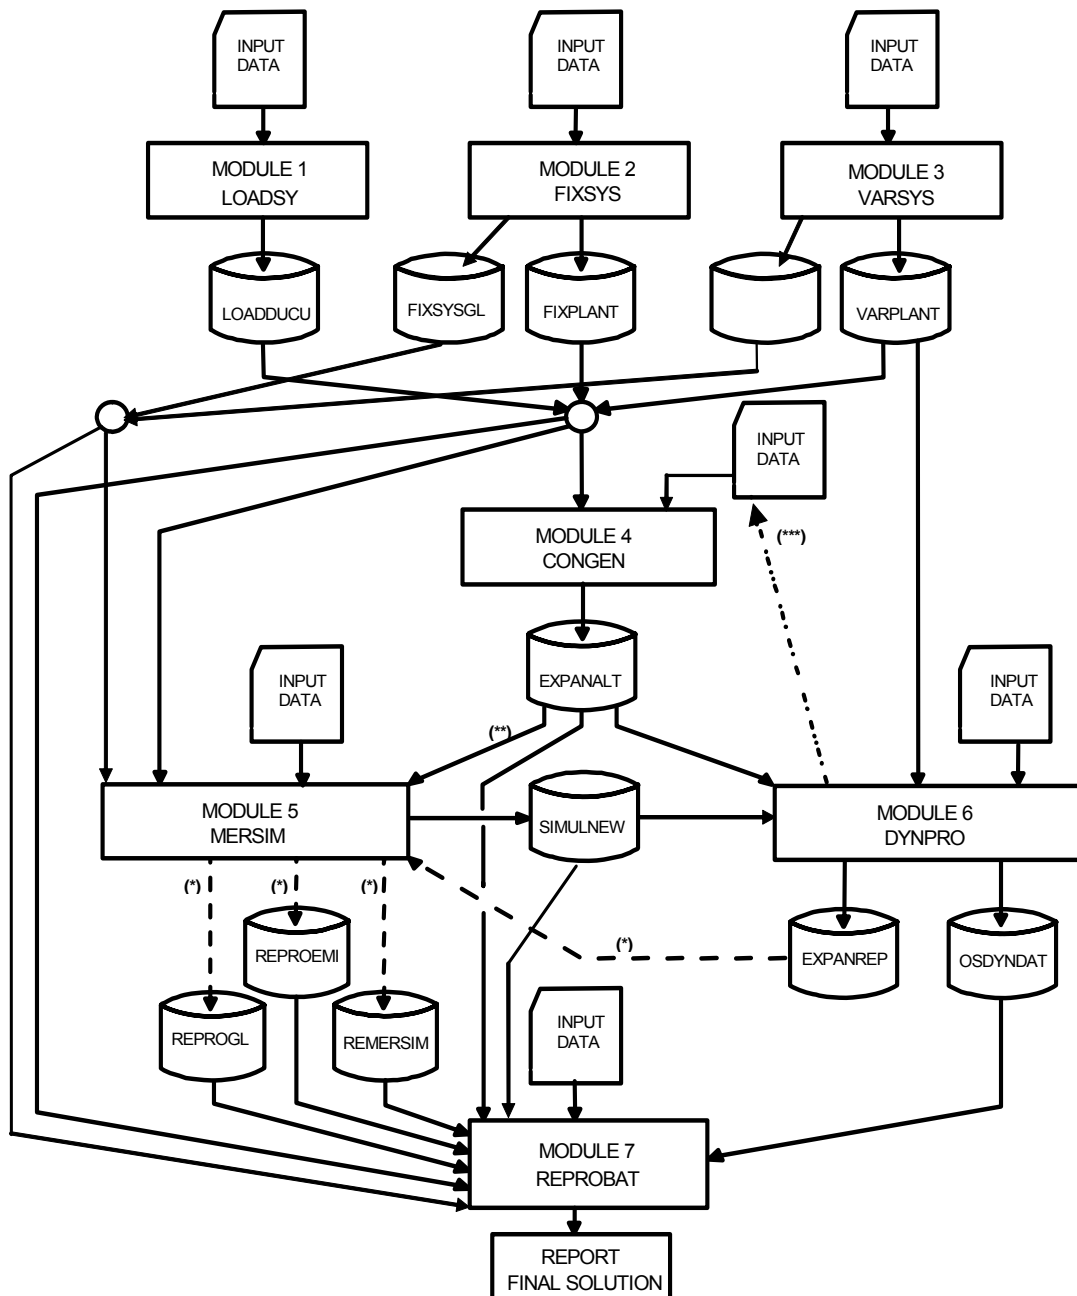 INPUT
DATA
INPUT
DATA
INPUT
DATA
MODULE 1
LOADSY
MODULE 2
FIXSYS
MODULE 3
VARSYS
LOADDUCU
FIXSYSGL
FIXPLANT
VARPLANT
INPUT
DATA
(***)
MODULE 4
CONGEN
EXPANALT
INPUT
DATA
INPUT
DATA
(**)
MODULE 5
MERSIM
SIMULNEW
MODULE 6
DYNPRO
(*)
(*)
(*)
(*)
REPROEMI
EXPANREP
OSDYNDAT
REPROGL
REMERSIM
INPUT
DATA
MODULE 7
REPROBAT
REPORT
FINAL SOLUTION